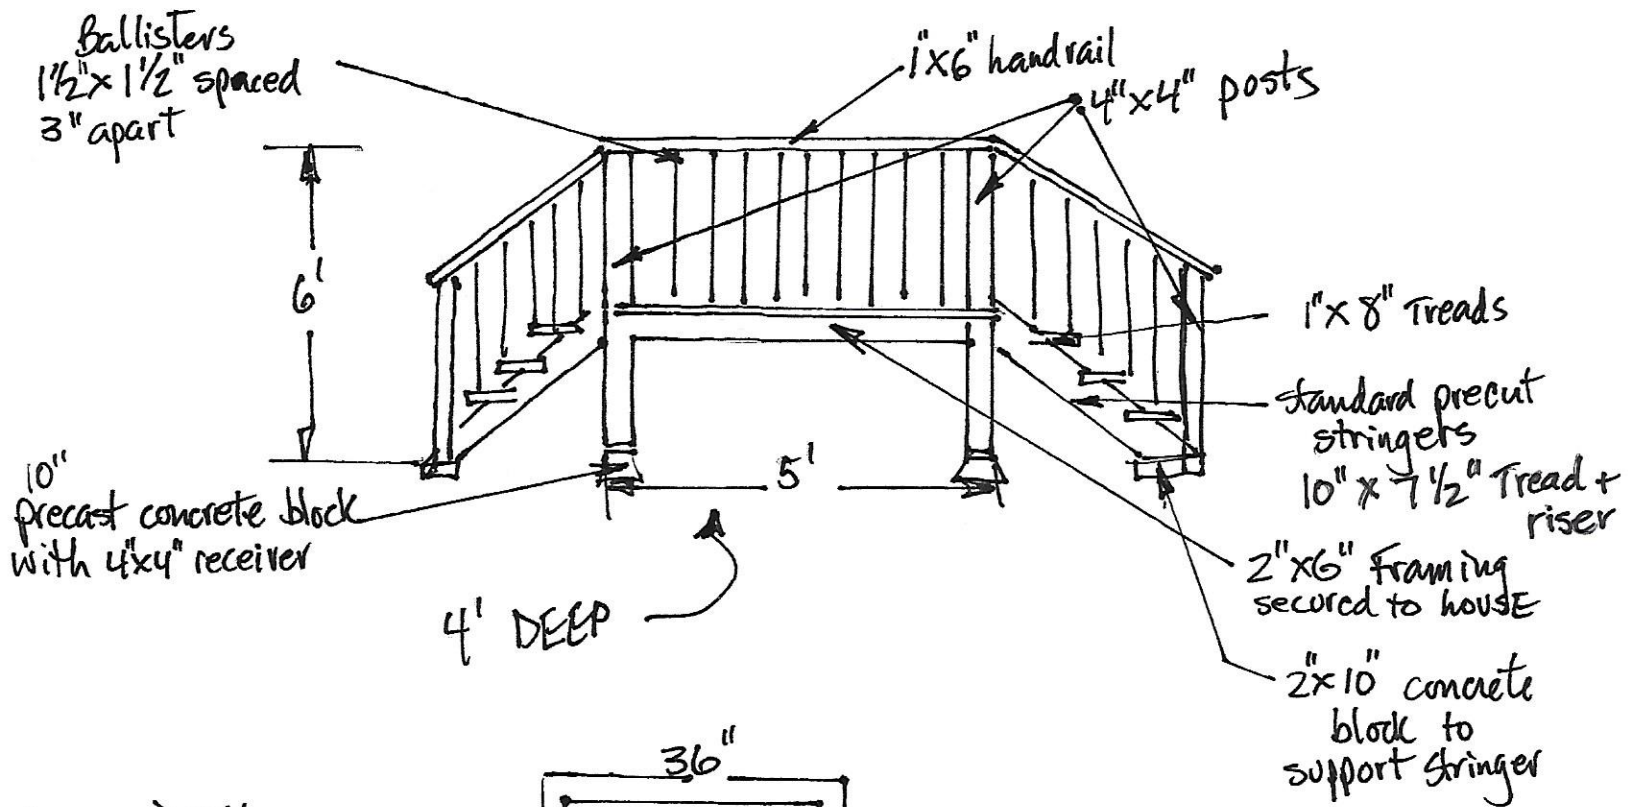 Ballisters
1½"x 1½" spaced
3" apart
1"x6" handrail
4"x4" posts
6'
1"x 8" Treads
standard precut
stringers
10" x 7½" Tread +
riser
5'
10"
precast concrete block
with 4"x4" receiver
2"x6" Framing
secured to house
4' DEEP
2"x10" concrete
block to
support stringer
36"